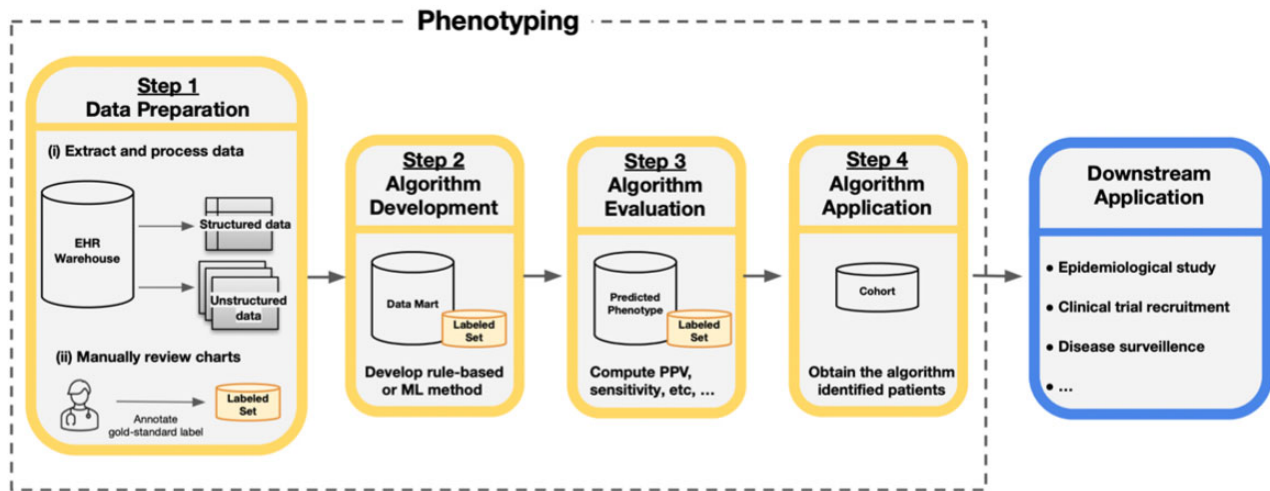 Phenotyping
Step 1
Data Preparation
(i) Extract and process data
EHR
Warehouse
Structured data
Unstructured
data
(ii) Manually review charts
Annotate
gold-standard label
Labeled
Set
Step 2
Algorithm
Development
Data Mart
Labeled
Set
Develop rule-based
or ML method
Step 3
Algorithm
Evaluation
Predicted
Phenotype
Labeled
Set
Compute PPV,
sensitivity, etc, ...
Step 4
Algorithm
Application
Cohort
Obtain the algorithm
identified patients
Downstream
Application
• Epidemiological study
• Clinical trial recruitment
• Disease surveillence
• ...